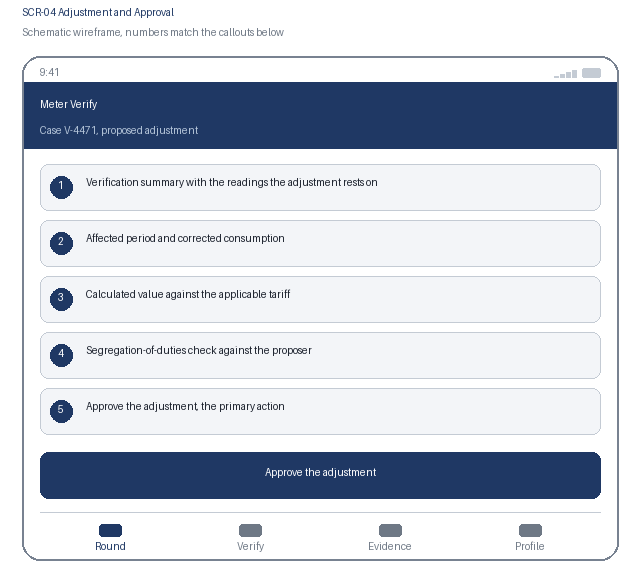 SCR-04 Adjustment and Approval
Schematic wireframe, numbers match the callouts below
9:41
Meter Verify
Case V-4471, proposed adjustment
1 Verification summary with the readings the adjustment rests on
2 Affected period and corrected consumption
3 Calculated value against the applicable tariff
4 Segregation-of-duties check against the proposer
5 Approve the adjustment, the primary action
Approve the adjustment
Round Verify Evidence Profile